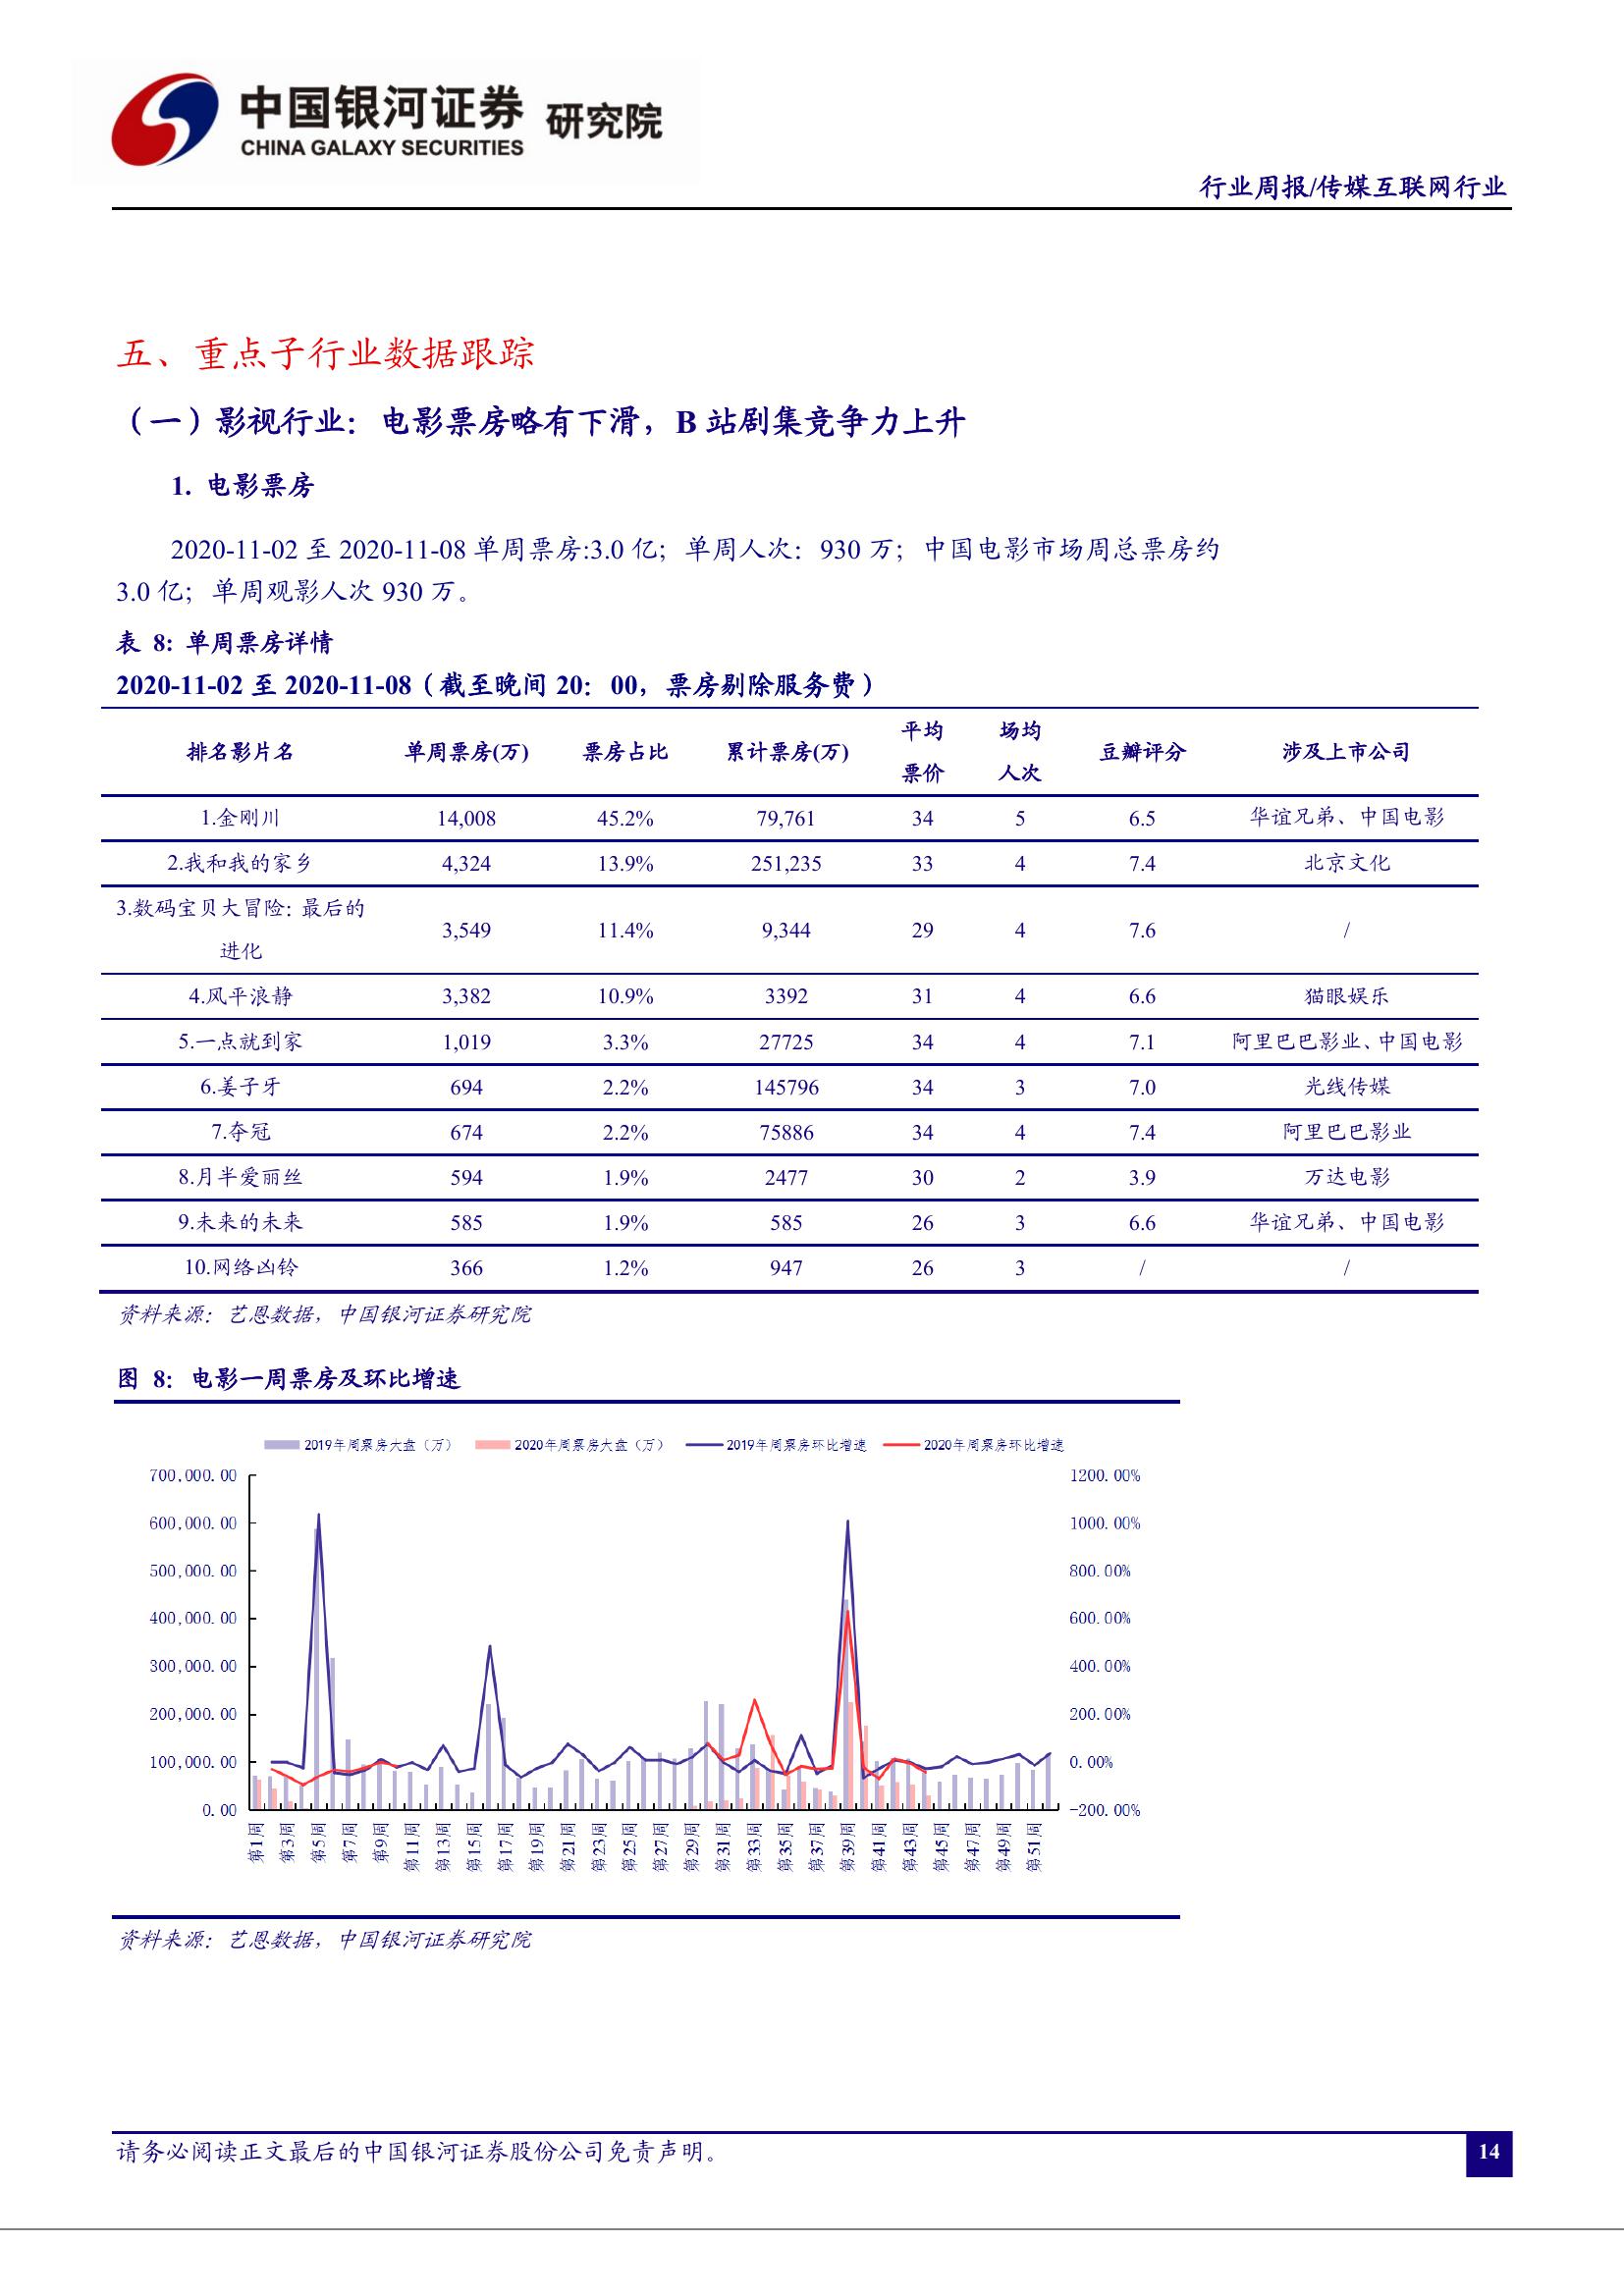 中国银河证券 研究院
CHINA GALAXY SECURITIES
行业周报/传媒互联网行业
五、重点子行业数据跟踪
（一）影视行业：电影票房略有下滑，B 站剧集竞争力上升
1. 电影票房
2020-11-02 至 2020-11-08 单周票房:3.0 亿；单周人次：930 万；中国电影市场周总票房约
3.0 亿；单周观影人次 930 万。
表 8: 单周票房详情
2020-11-02 至 2020-11-08（截至晚间 20：00，票房剔除服务费）
排名影片名 单周票房(万) 票房占比 累计票房(万) 平均票价 场均人次 豆瓣评分 涉及上市公司
1.金刚川 14,008 45.2% 79,761 34 5 6.5 华谊兄弟、中国电影
2.我和我的家乡 4,324 13.9% 251,235 33 4 7.4 北京文化
3.数码宝贝大冒险：最后的
进化 3,549 11.4% 9,344 29 4 7.6 /
4.风平浪静 3,382 10.9% 3392 31 4 6.6 猫眼娱乐
5.一点就到家 1,019 3.3% 27725 34 4 7.1 阿里巴巴影业、中国电影
6.姜子牙 694 2.2% 145796 34 3 7.0 光线传媒
7.夺冠 674 2.2% 75886 34 4 7.4 阿里巴巴影业
8.月半爱丽丝 594 1.9% 2477 30 2 3.9 万达电影
9.未来的未来 585 1.9% 585 26 3 6.6 华谊兄弟、中国电影
10.网络凶铃 366 1.2% 947 26 3 / /
资料来源：艺恩数据，中国银河证券研究院
图 8：电影一周票房及环比增速
2019年周票房大盘（万） 2020年周票房大盘（万） 2019年周票房环比增速 2020年周票房环比增速
700,000.00 1200.00%
600,000.00 1000.00%
500,000.00 800.00%
400,000.00 600.00%
300,000.00 400.00%
200,000.00 200.00%
100,000.00 0.00%
0.00 -200.00%
第1周 第3周 第5周 第7周 第9周 第11周 第13周 第15周 第17周 第19周 第21周 第23周 第25周 第27周 第29周 第31周 第33周 第35周 第37周 第39周 第41周 第43周 第45周 第47周 第49周 第51周
资料来源：艺恩数据，中国银河证券研究院
请务必阅读正文最后的中国银河证券股份公司免责声明。
14